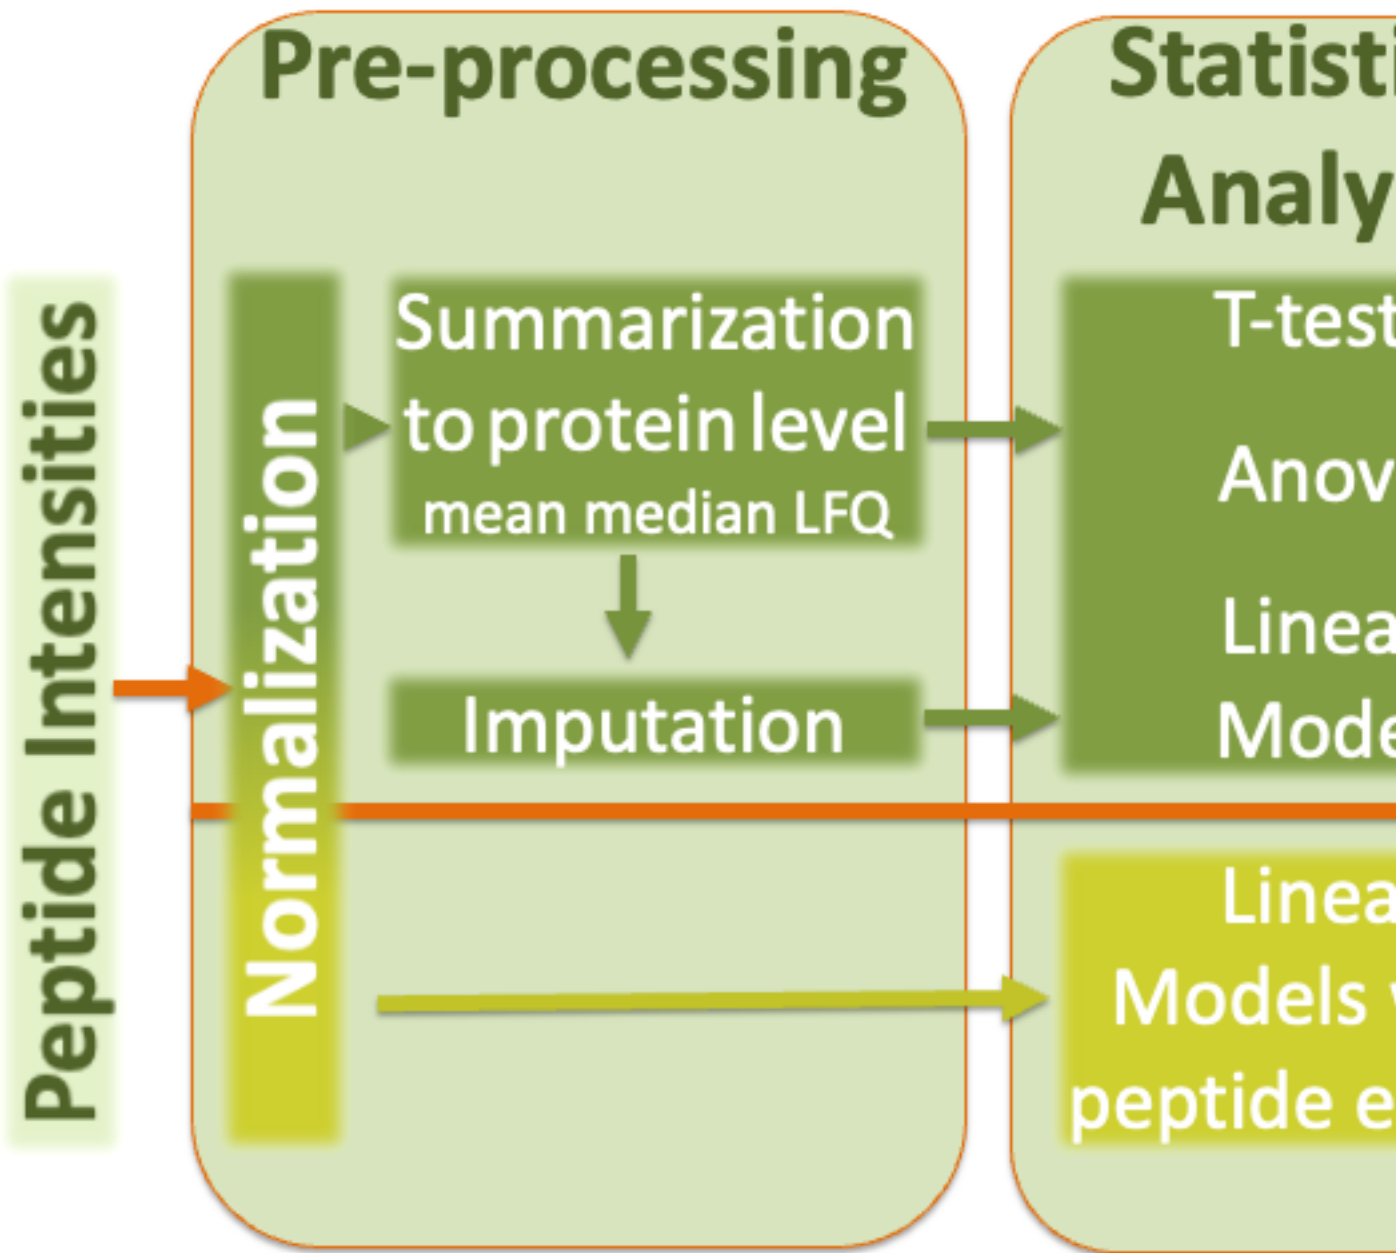 Pre-processing
Statisti
Analy
Peptide Intensities
Normalization
Summarization
to protein level
mean median LFQ
Imputation
T-test
Anov
Linea
Mode
Linea
Models
peptide e